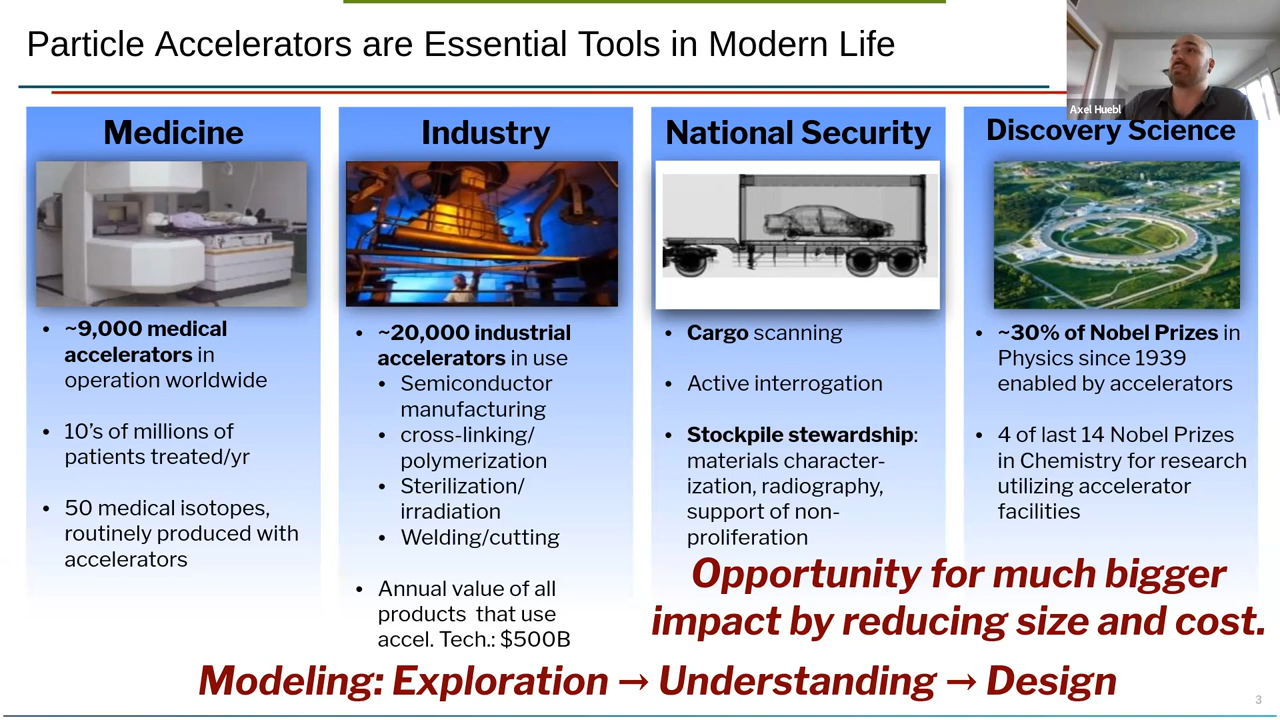 Particle Accelerators are Essential Tools in Modern Life
Axel Huebl
Medicine
~9,000 medical
accelerators in
operation worldwide
10's of millions of
patients treated/yr
50 medical isotopes,
routinely produced with
accelerators
Industry
~20,000 industrial
accelerators in use
Semiconductor
manufacturing
cross-linking/
polymerization
Sterilization/
irradiation
Welding/cutting
Annual value of all
products that use
accel. Tech.: $500B
National Security
Cargo scanning
Active interrogation
Stockpile stewardship:
materials character-
ization, radiography,
support of non-
proliferation
Discovery Science
~30% of Nobel Prizes in
Physics since 1939
enabled by accelerators
4 of last 14 Nobel Prizes
in Chemistry for research
utilizing accelerator
facilities
Opportunity for much bigger
impact by reducing size and cost.
Modeling: Exploration → Understanding → Design
3